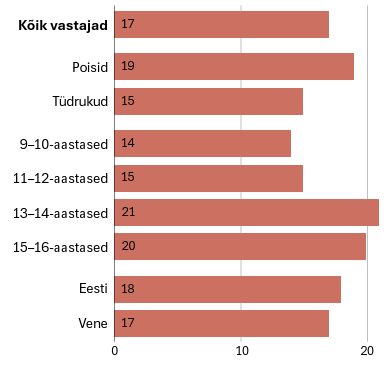 Kõik vastajad 17
Poisid 19
Tüdrukud 15
9–10-aastased 14
11–12-aastased 15
13–14-aastased 21
15–16-aastased 20
Eesti 18
Vene 17
0 10 20